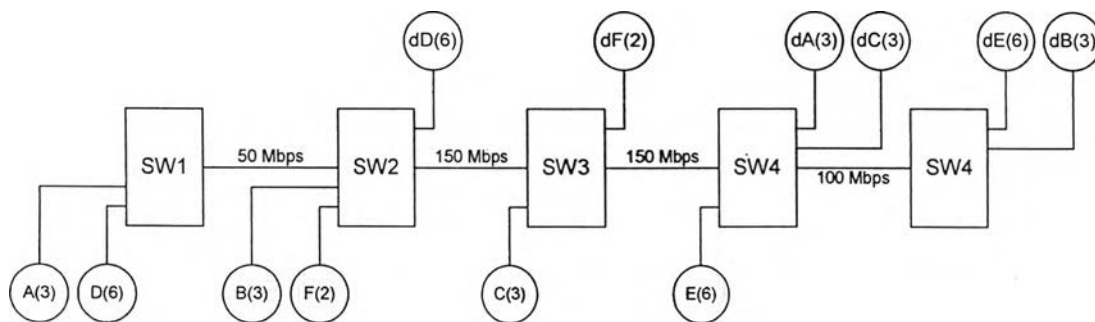 dD(6)
dF(2)
dA(3)
dC(3)
dE(6)
dB(3)
SW1
50 Mbps
SW2
150 Mbps
SW3
150 Mbps
SW4
100 Mbps
SW4
A(3)
D(6)
B(3)
F(2)
C(3)
E(6)